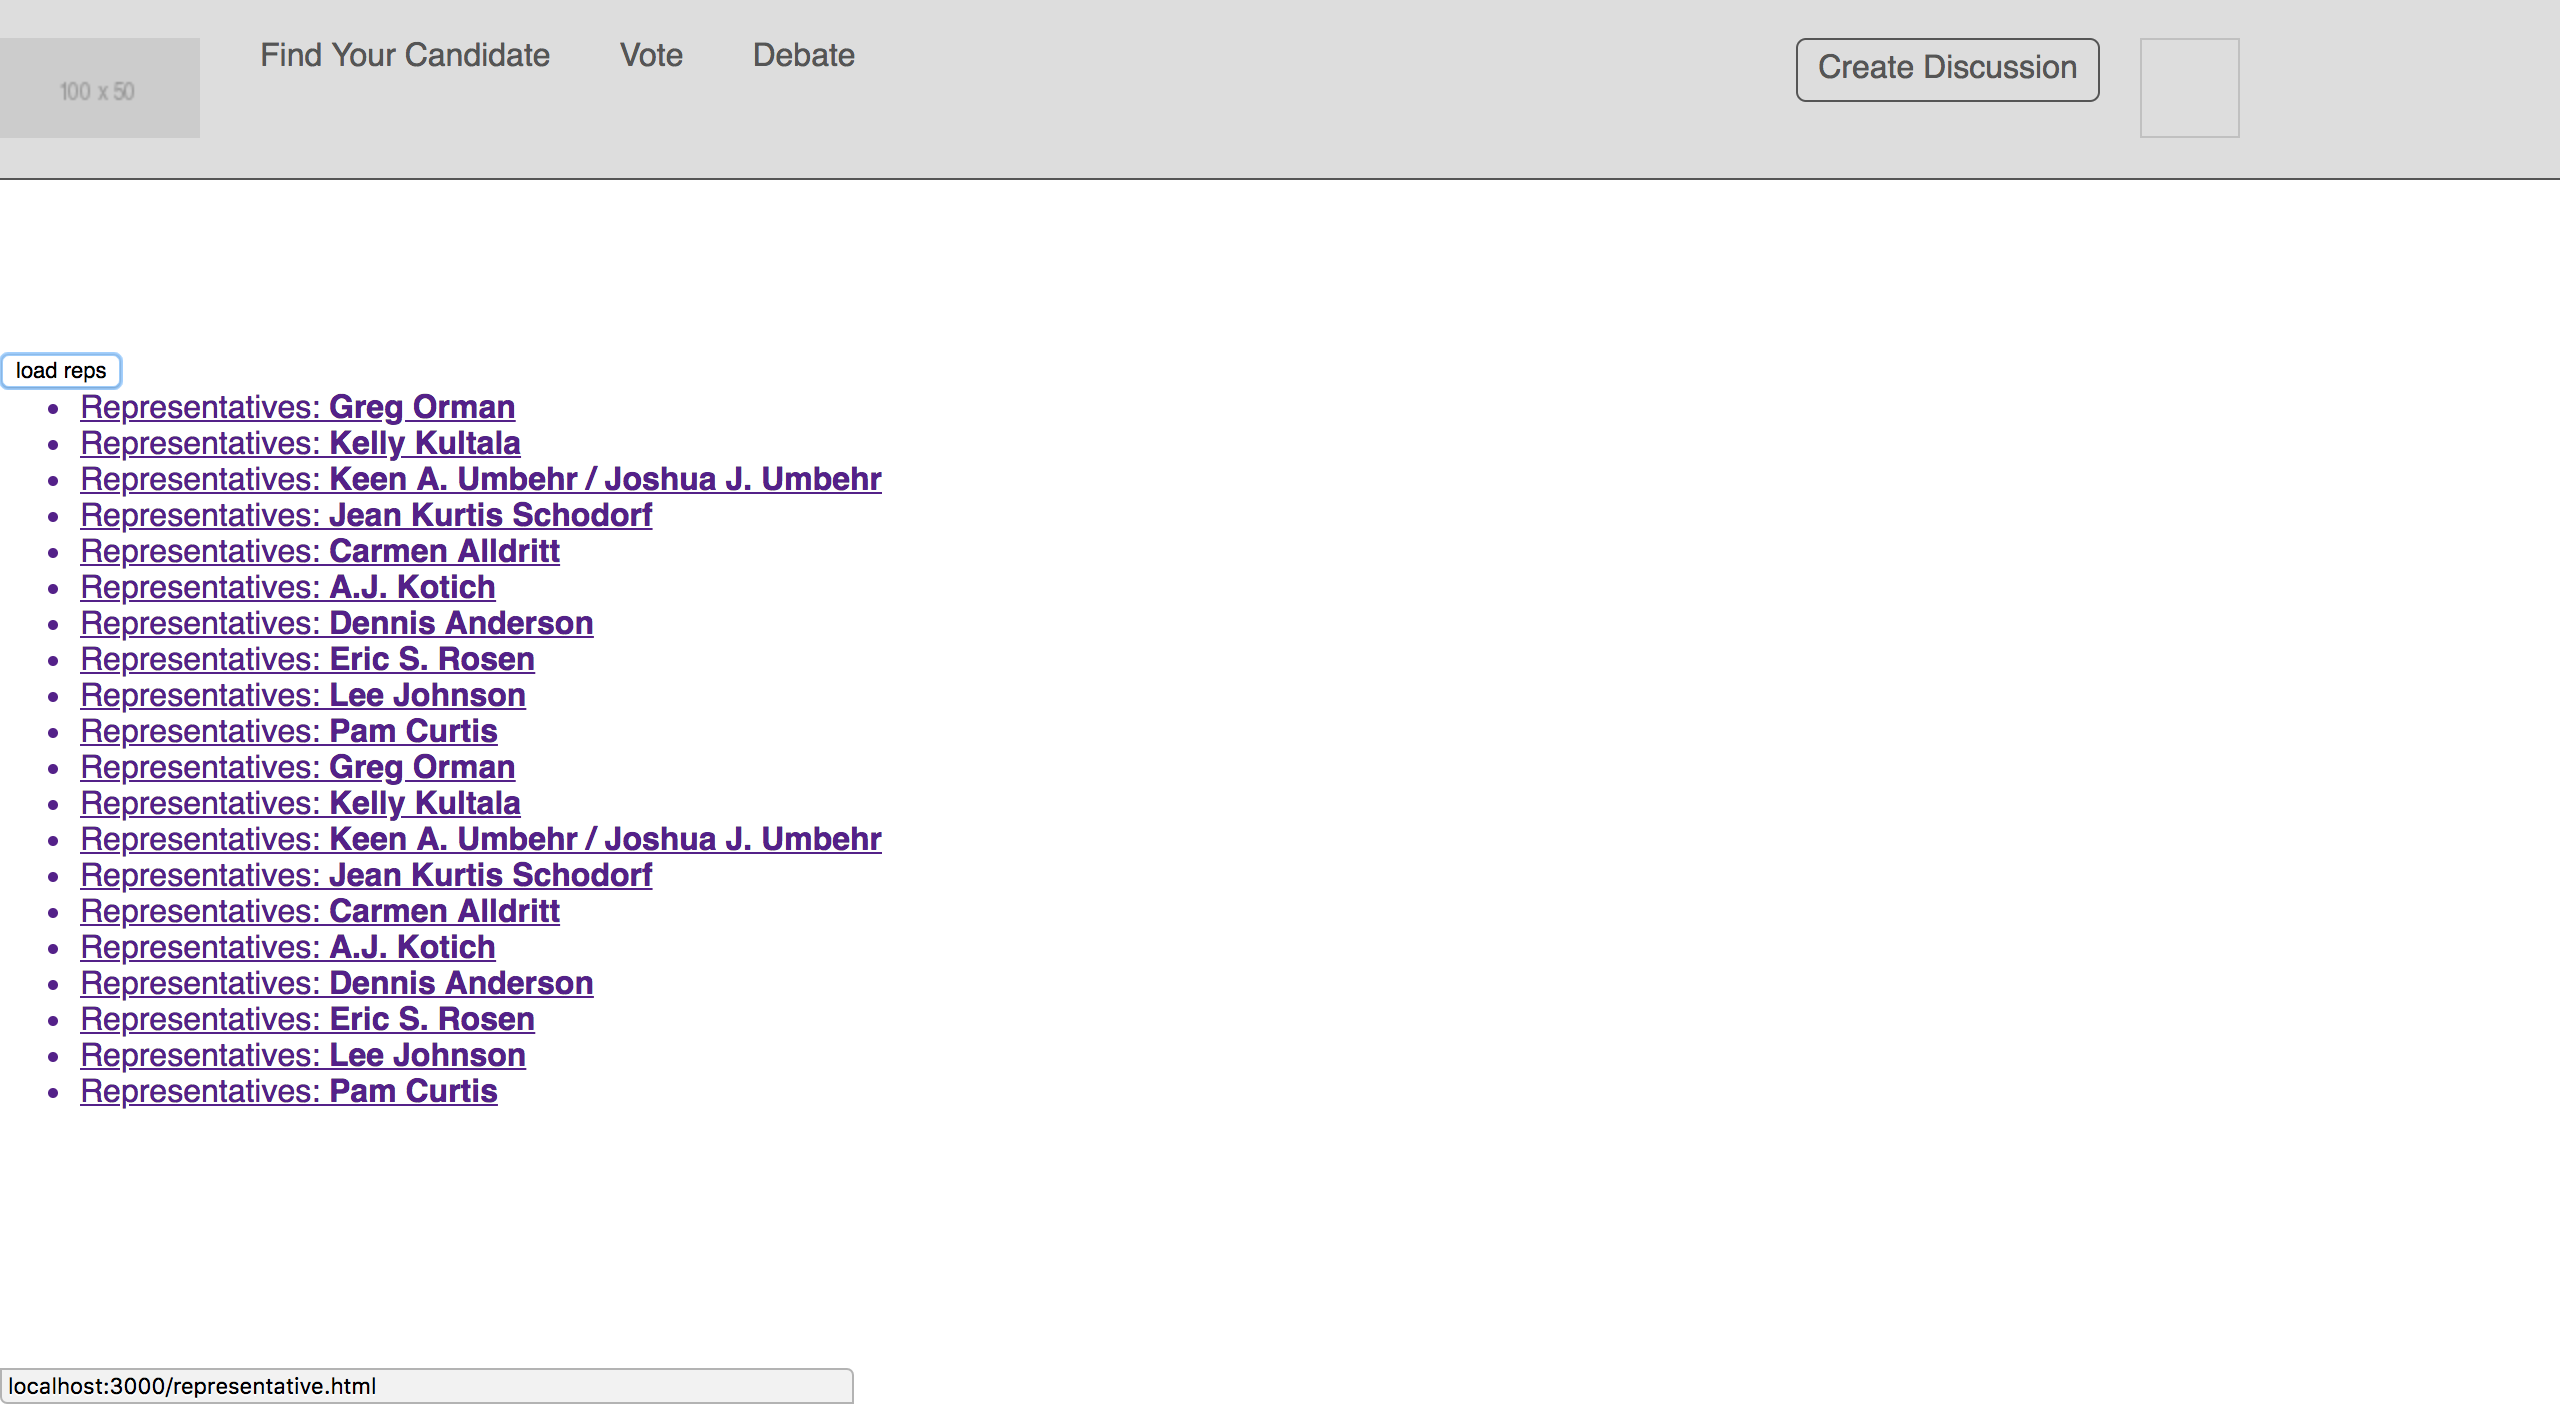 Find Your Candidate Vote Debate Create Discussion
100 x 50
load reps
Representatives: Greg Orman
Representatives: Kelly Kultala
Representatives: Keen A. Umbehr / Joshua J. Umbehr
Representatives: Jean Kurtis Schodorf
Representatives: Carmen Alldritt
Representatives: A.J. Kotich
Representatives: Dennis Anderson
Representatives: Eric S. Rosen
Representatives: Lee Johnson
Representatives: Pam Curtis
Representatives: Greg Orman
Representatives: Kelly Kultala
Representatives: Keen A. Umbehr / Joshua J. Umbehr
Representatives: Jean Kurtis Schodorf
Representatives: Carmen Alldritt
Representatives: A.J. Kotich
Representatives: Dennis Anderson
Representatives: Eric S. Rosen
Representatives: Lee Johnson
Representatives: Pam Curtis
localhost:3000/representative.html